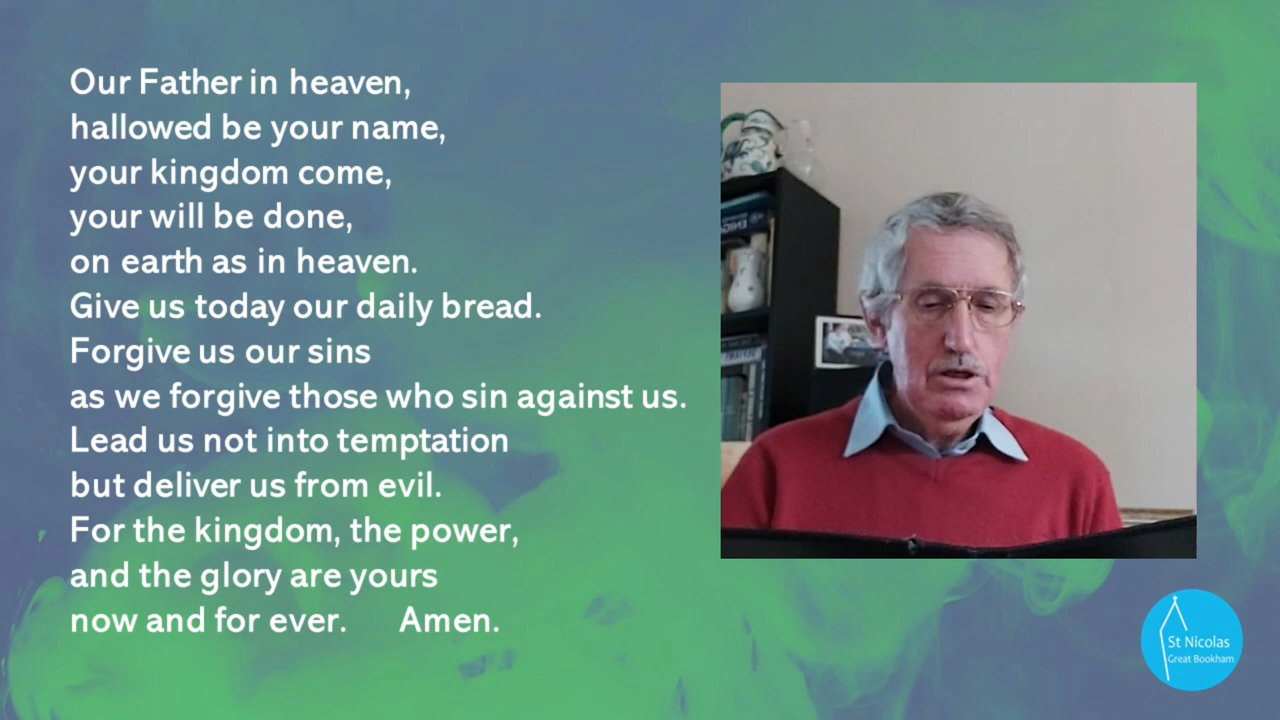 Our Father in heaven,
hallowed be your name,
your kingdom come,
your will be done,
on earth as in heaven.
Give us today our daily bread.
Forgive us our sins
as we forgive those who sin against us.
Lead us not into temptation
but deliver us from evil.
For the kingdom, the power,
and the glory are yours
now and for ever. Amen.
St Nicolas
Great Bookham